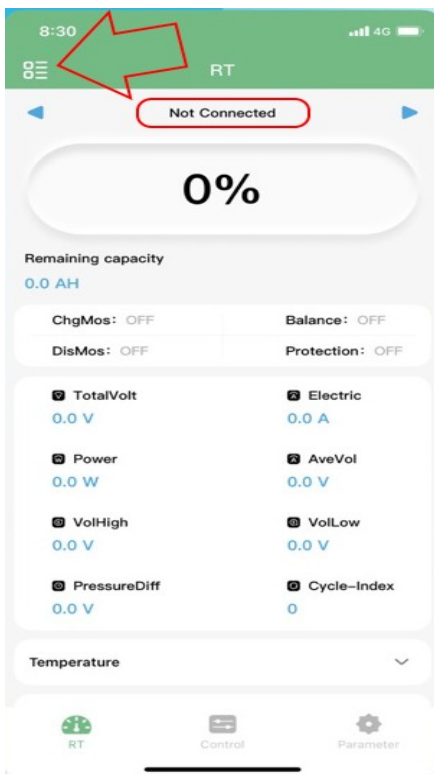 8:30 4G
RT
Not Connected
0%
Remaining capacity
0.0 AH
ChgMos: OFF Balance: OFF
DisMos: OFF Protection: OFF
TotalVolt Electric
0.0 V 0.0 A
Power AveVol
0.0 W 0.0 V
VolHigh VolLow
0.0 V 0.0 V
PressureDiff Cycle-Index
0.0 V 0
Temperature
RT Control Parameter